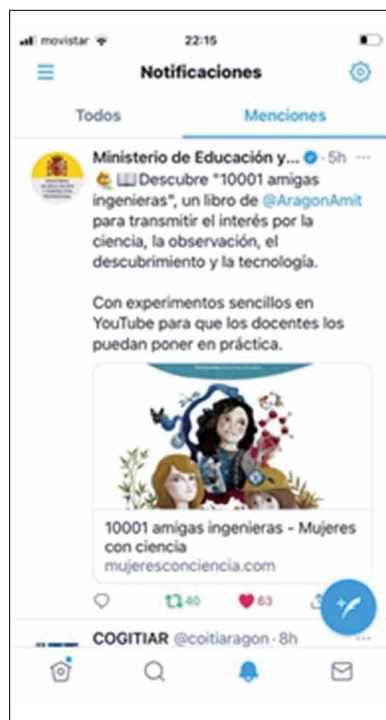 movistar 22:15
Notificaciones
Todos Menciones
Ministerio de Educación y... · 5h ...
Descubre "10001 amigas
ingenieras", un libro de @AragonAmit
para transmitir el interés por la
ciencia, la observación, el
descubrimiento y la tecnología.
Con experimentos sencillos en
YouTube para que los docentes los
puedan poner en práctica.
10001 amigas ingenieras - Mujeres
con ciencia
mujeresconciencia.com
40 63
COGITIAR @coitiaragon · 8h